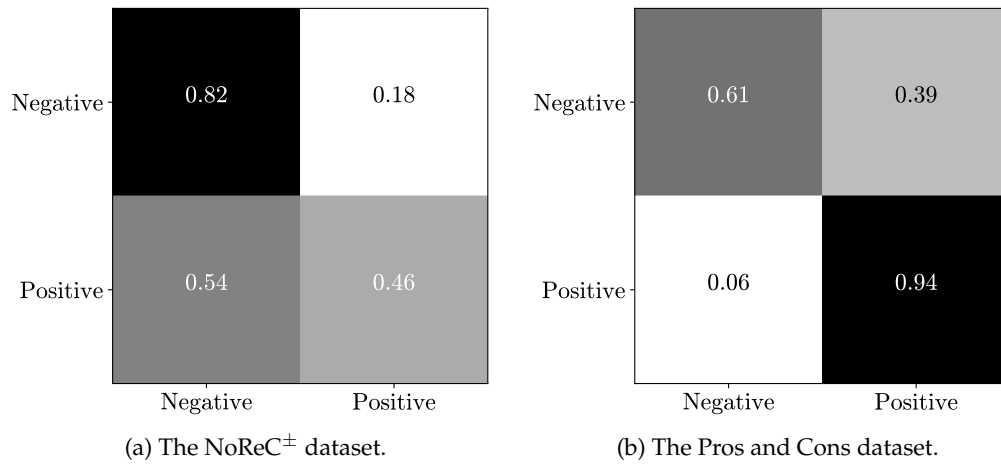 Negative 0.82 0.18
Positive 0.54 0.46
Negative Positive
(a) The NoReC± dataset.
Negative 0.61 0.39
Positive 0.06 0.94
Negative Positive
(b) The Pros and Cons dataset.